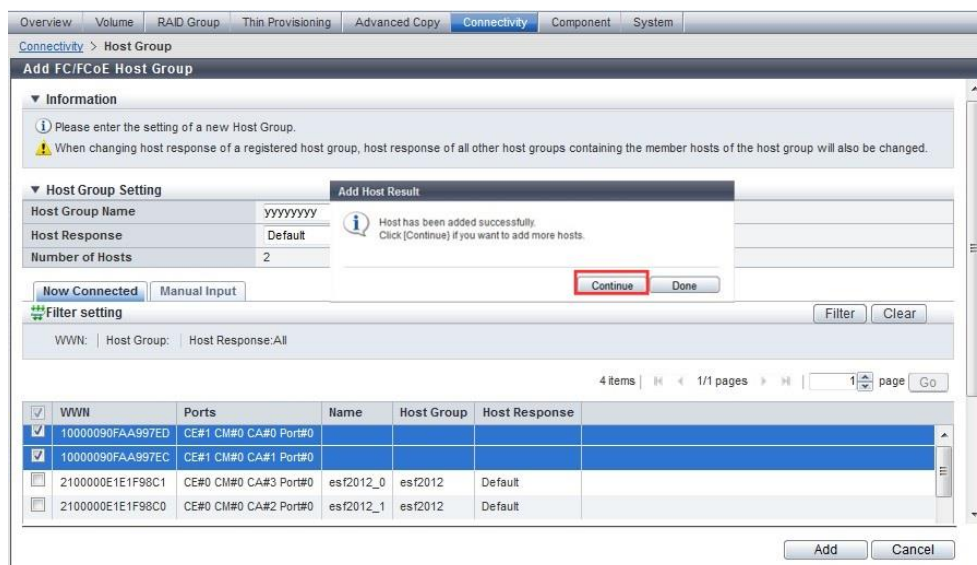 Overview Volume RAID Group Thin Provisioning Advanced Copy Connectivity Component System
Connectivity > Host Group
Add FC/FCoE Host Group
Information
Please enter the setting of a new Host Group.
When changing host response of a registered host group, host response of all other host groups containing the member hosts of the host group will also be changed.
Host Group Setting
Host Group Name yyyyyyyy
Host Response Default
Number of Hosts 2
Add Host Result
Host has been added successfully.
Click [Continue] if you want to add more hosts.
Continue Done
Now Connected Manual Input
Filter setting Filter Clear
WWN: | Host Group: | Host Response:All
4 items | 1/1 pages | 1 page Go
WWN Ports Name Host Group Host Response
10000090FAA997ED CE#1 CM#0 CA#0 Port#0
10000090FAA997EC CE#1 CM#0 CA#1 Port#0
2100000E1E1F98C1 CE#0 CM#0 CA#3 Port#0 esf2012_0 esf2012 Default
2100000E1E1F98C0 CE#0 CM#0 CA#2 Port#0 esf2012_1 esf2012 Default
Add Cancel